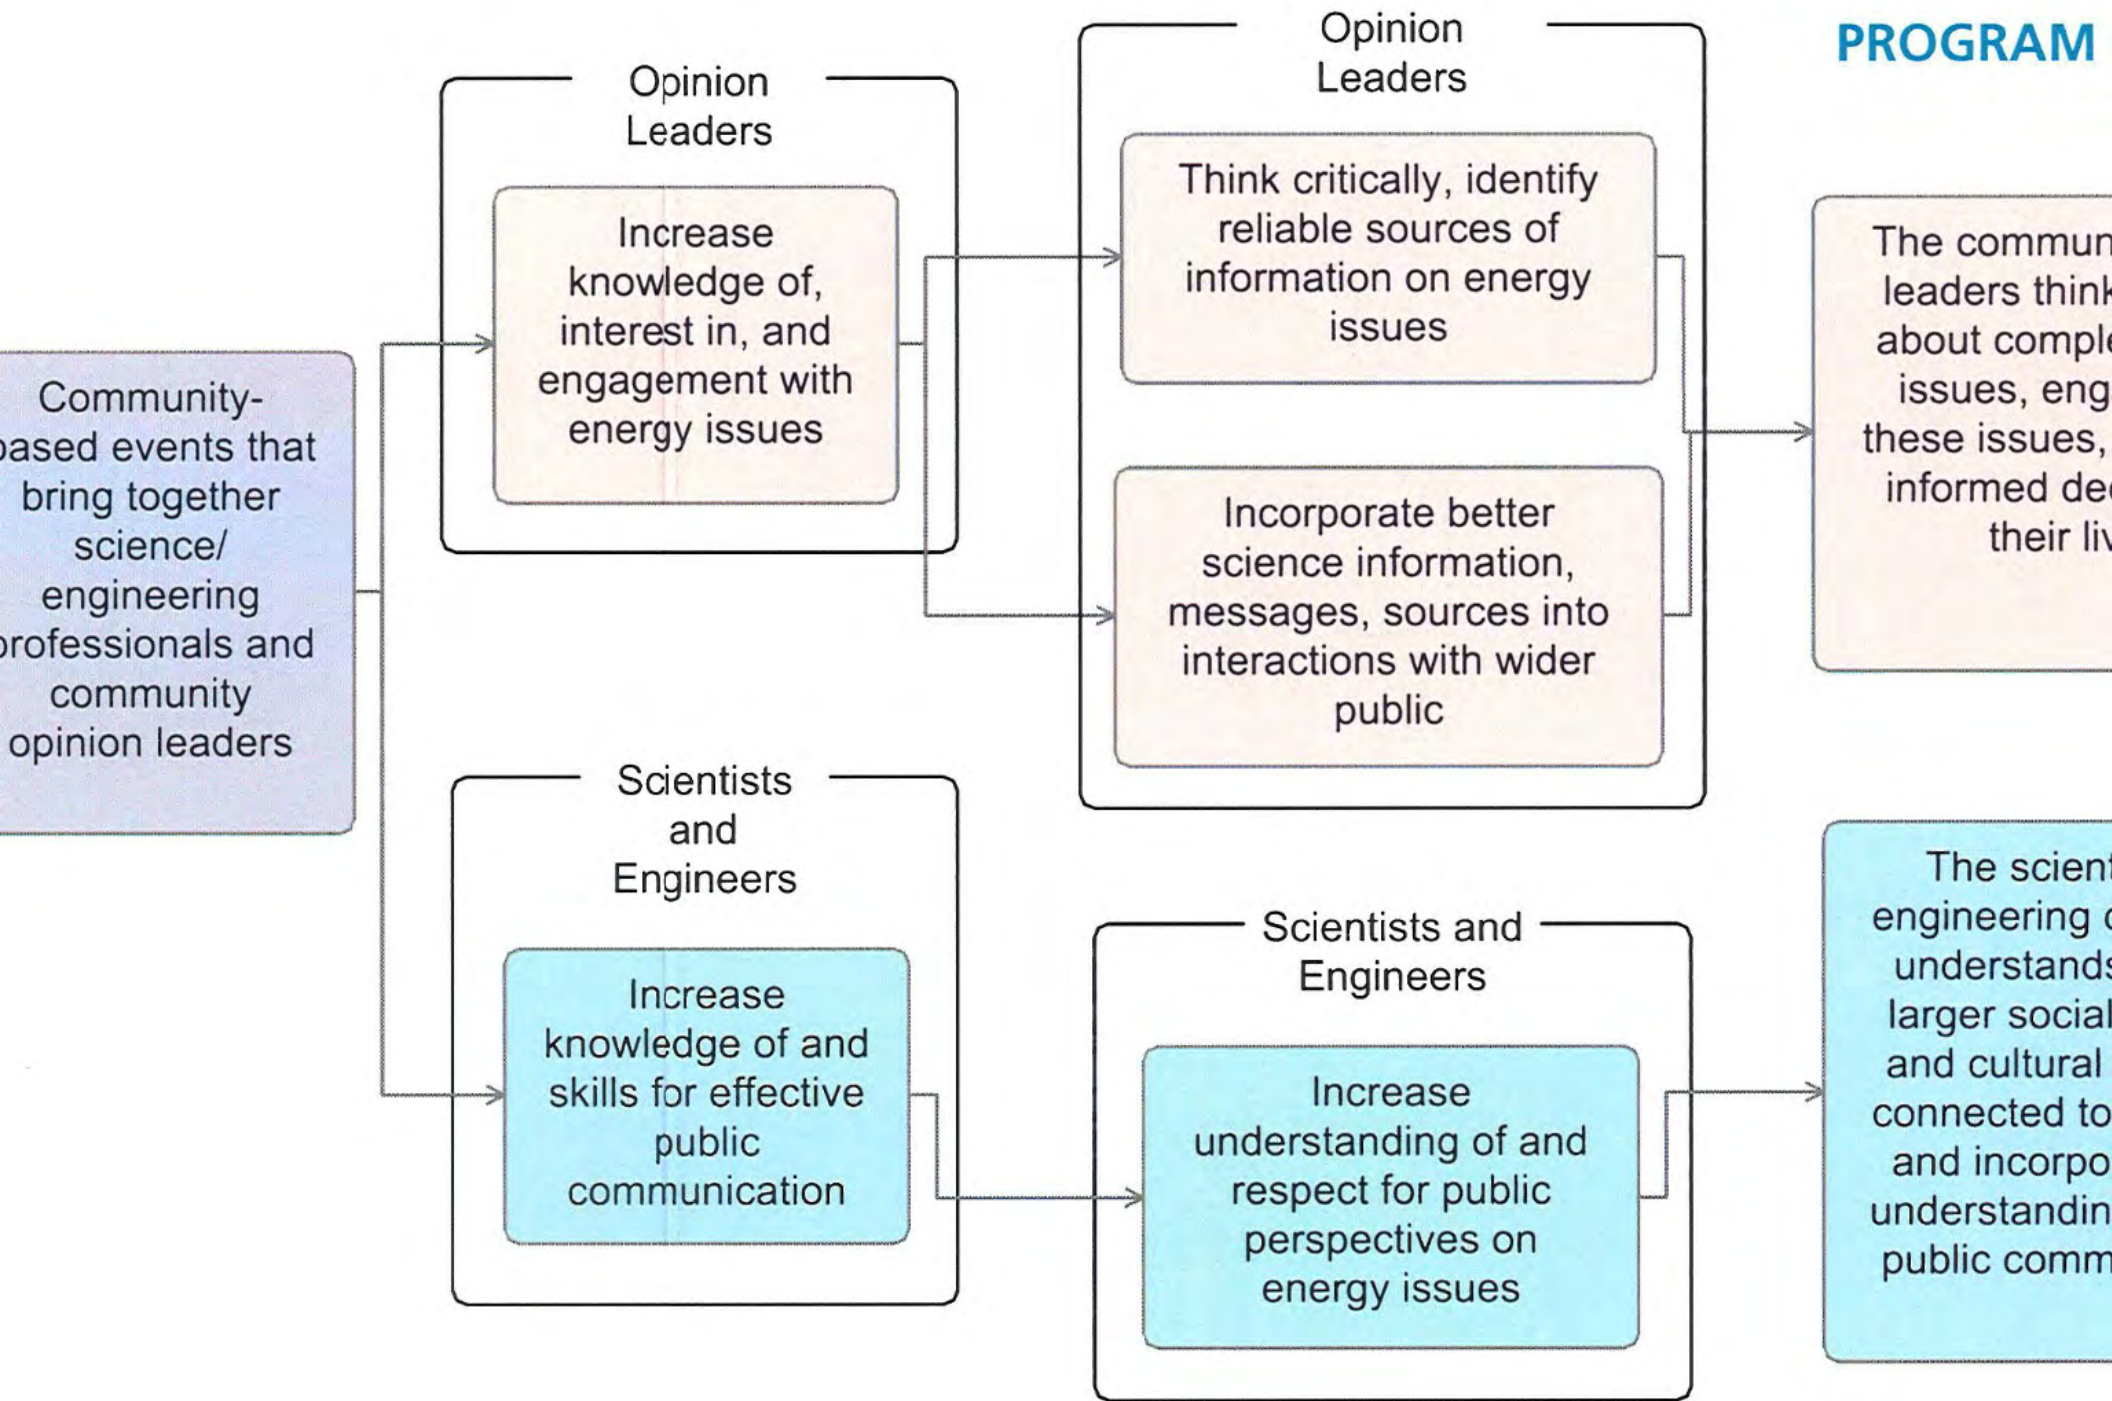 PROGRAM
Community-
based events that
bring together
science/
engineering
professionals and
community
opinion leaders
Opinion
Leaders
Increase
knowledge of,
interest in, and
engagement with
energy issues
Opinion
Leaders
Think critically, identify
reliable sources of
information on energy
issues
Incorporate better
science information,
messages, sources into
interactions with wider
public
The commun
leaders think
about comple
issues, eng
these issues,
informed dec
their liv
Scientists
and
Engineers
Increase
knowledge of and
skills for effective
public
communication
Scientists and
Engineers
Increase
understanding of and
respect for public
perspectives on
energy issues
The scient
engineering c
understands
larger social
and cultural
connected to
and incorpo
understandin
public comm